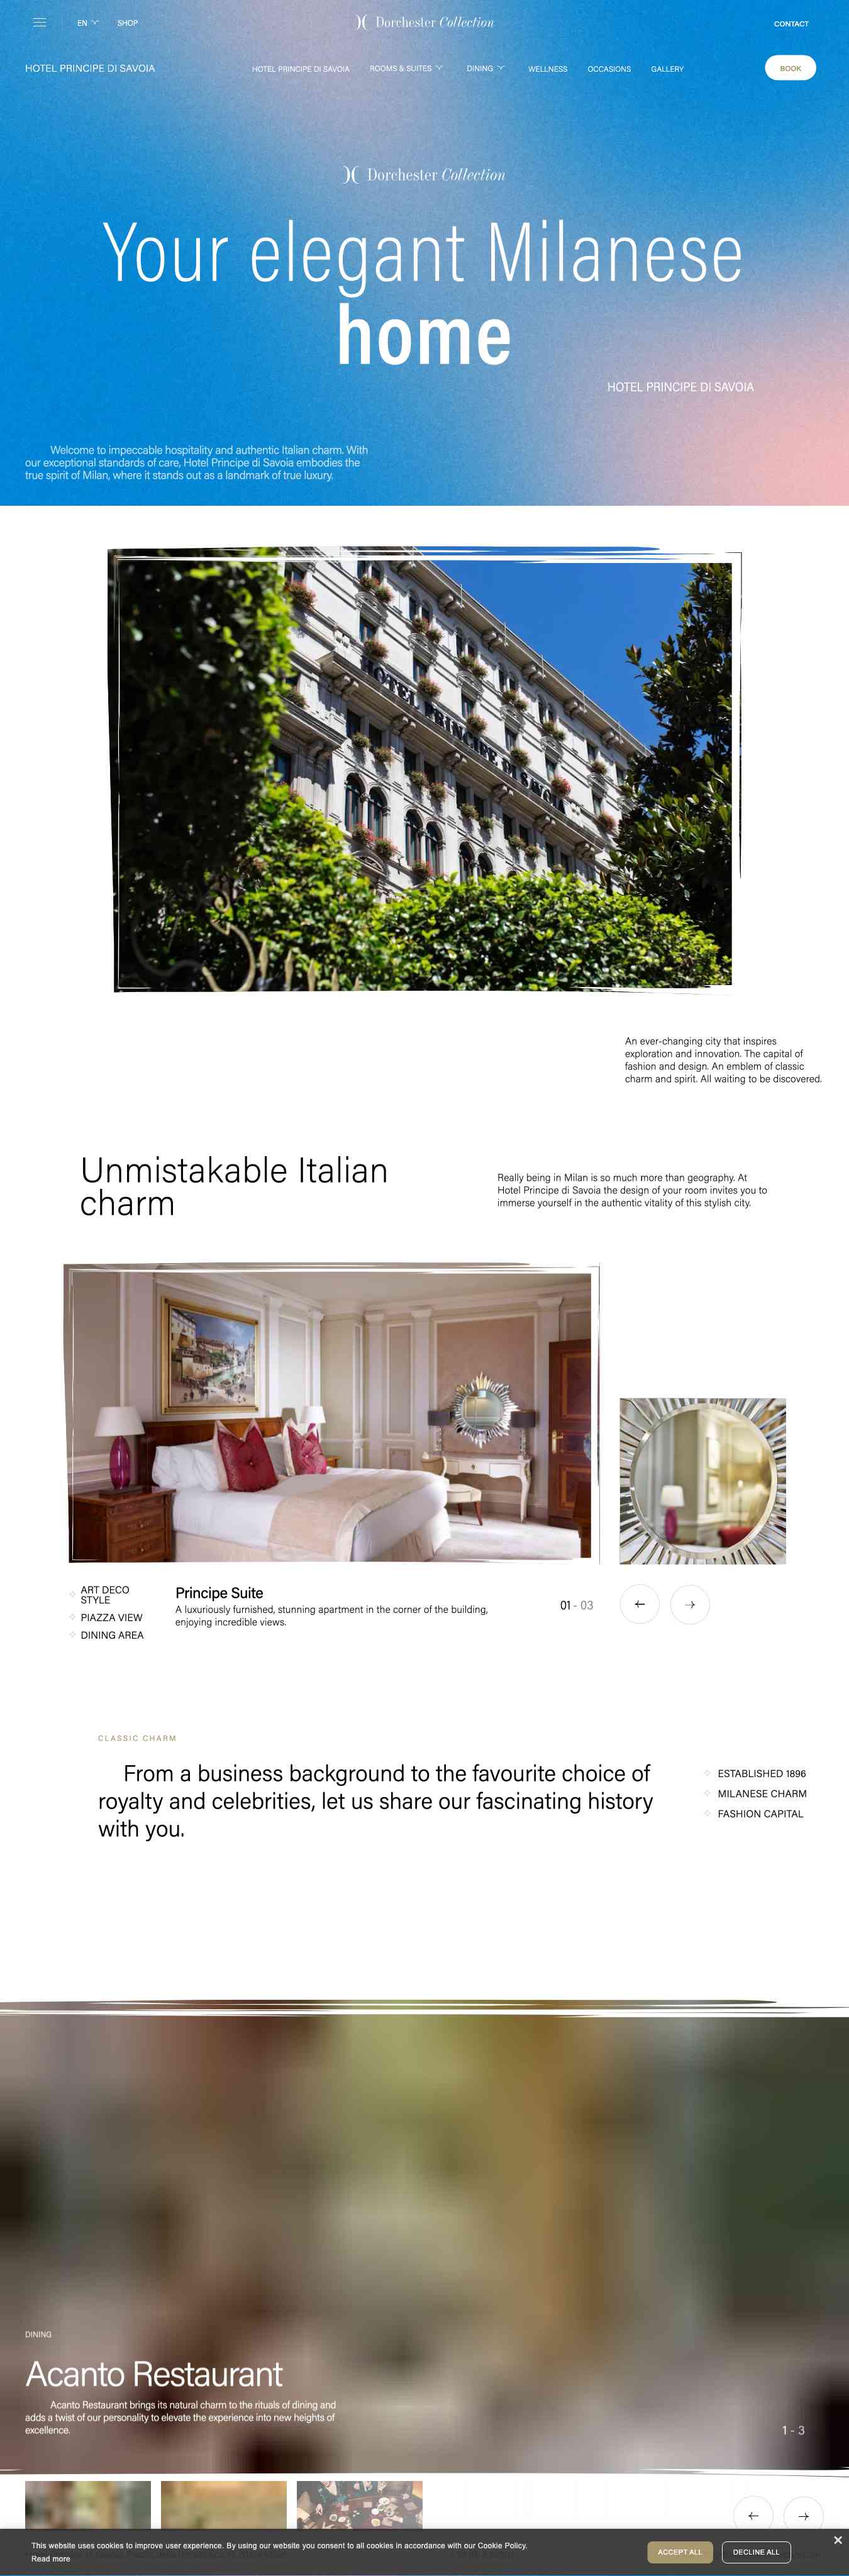 EN
SHOP
Dorchester Collection
CONTACT
HOTEL PRINCIPE DI SAVOIA
HOTEL PRINCIPE DI SAVOIA
ROOMS & SUITES
DINING
WELLNESS
OCCASIONS
GALLERY
BOOK
Dorchester Collection
Your elegant Milanese
home
HOTEL PRINCIPE DI SAVOIA
Welcome to impeccable hospitality and authentic Italian charm. With
our exceptional standards of care, Hotel Principe di Savoia embodies the
true spirit of Milan, where it stands out as a landmark of true luxury.
HOTEL PRINCIPE DI SAVOIA
An ever-changing city that inspires
exploration and innovation. The capital of
fashion and design. An emblem of classic
charm and spirit. All waiting to be discovered.
Unmistakable Italian
charm
Really being in Milan is so much more than geography. At
Hotel Principe di Savoia the design of your room invites you to
immerse yourself in the authentic vitality of this stylish city.
ART DECO
STYLE
PIAZZA VIEW
DINING AREA
Principe Suite
A luxuriously furnished, stunning apartment in the corner of the building,
enjoying incredible views.
01 - 03
CLASSIC CHARM
From a business background to the favourite choice of
royalty and celebrities, let us share our fascinating history
with you.
ESTABLISHED 1896
MILANESE CHARM
FASHION CAPITAL
DINING
Acanto Restaurant
Acanto Restaurant brings its natural charm to the rituals of dining and
adds a twist of our personality to elevate the experience into new heights of
excellence.
1 - 3
This website uses cookies to improve user experience. By using our website you consent to all cookies in accordance with our Cookie Policy.
Read more
ACCEPT ALL
DECLINE ALL